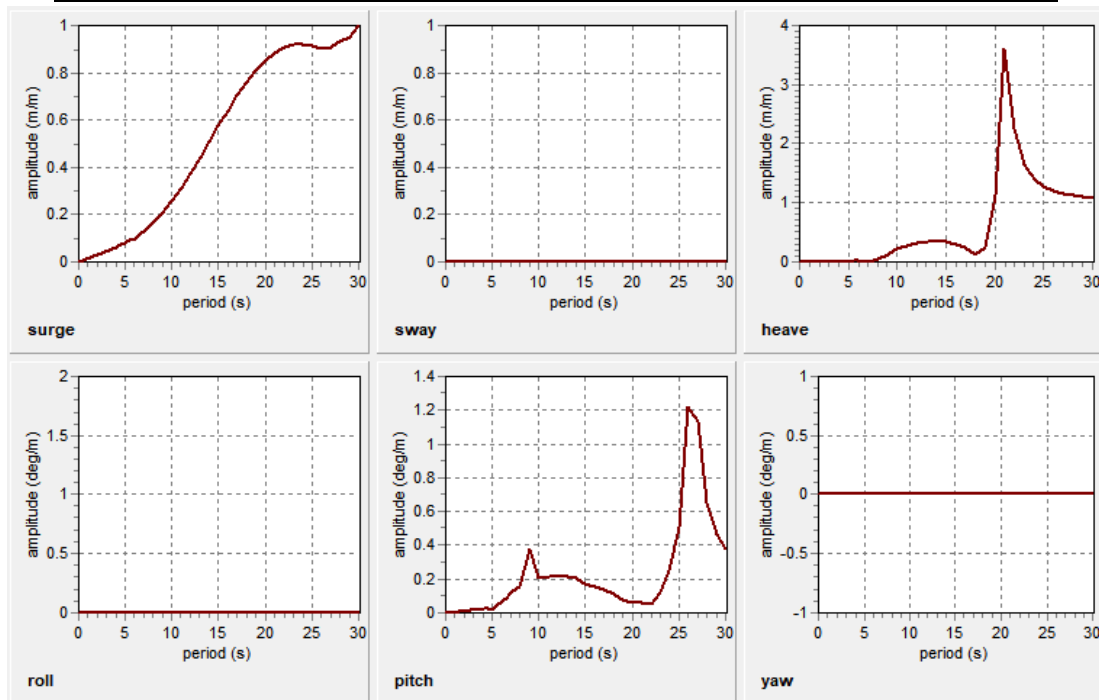 amplitude (m/m)
1
0.8
0.6
0.4
0.2
0
0 5 10 15 20 25 30
period (s)
surge
amplitude (m/m)
1
0.8
0.6
0.4
0.2
0
0 5 10 15 20 25 30
period (s)
sway
amplitude (m/m)
4
3
2
1
0
0 5 10 15 20 25 30
period (s)
heave
amplitude (deg/m)
2
1.5
1
0.5
0
0 5 10 15 20 25 30
period (s)
roll
amplitude (deg/m)
1.4
1.2
1
0.8
0.6
0.4
0.2
0
0 5 10 15 20 25 30
period (s)
pitch
amplitude (deg/m)
1
0.5
0
-0.5
-1
0 5 10 15 20 25 30
period (s)
yaw